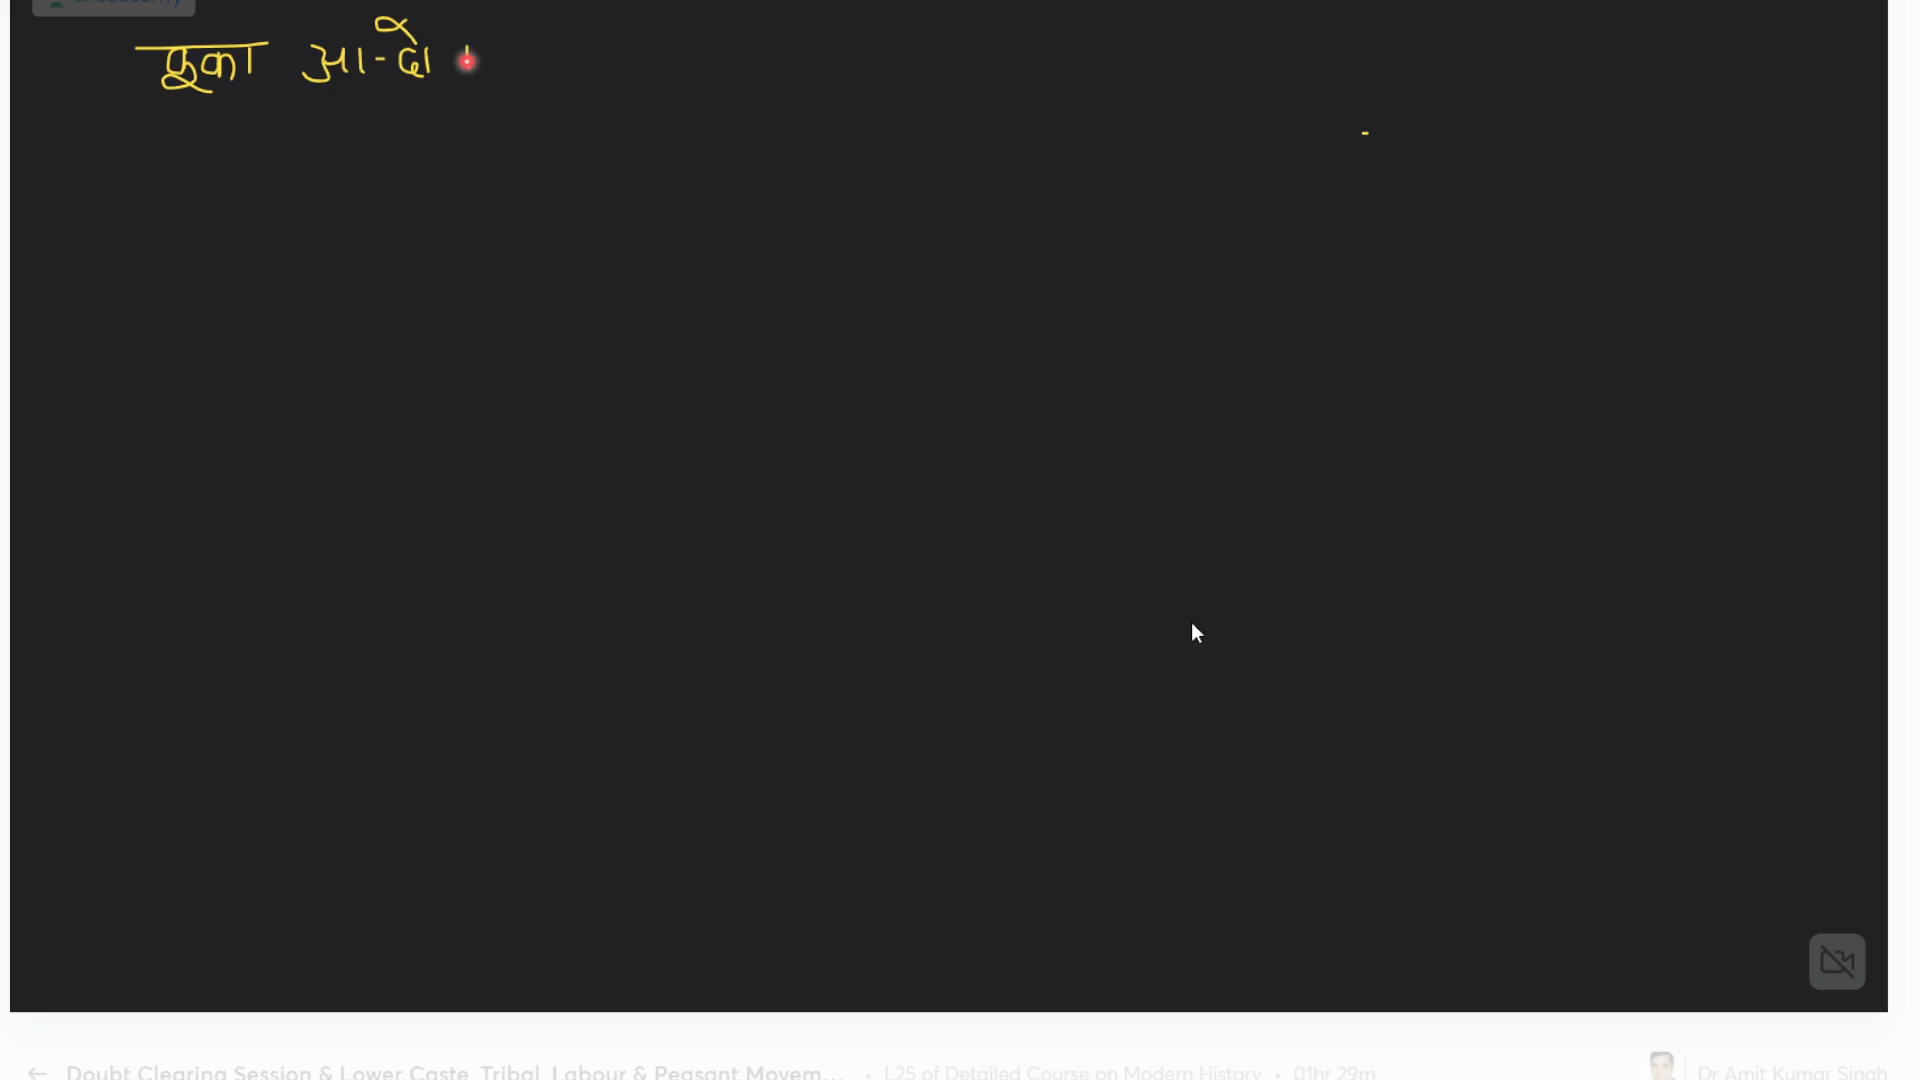 कूका आन्दो
Doubt Clearing Session & Lower Caste, Tribal, Labour & Peasant Movem... • L25 of Detailed Course on Modern History • 01hr 29m
Dr Amit Kumar Singh